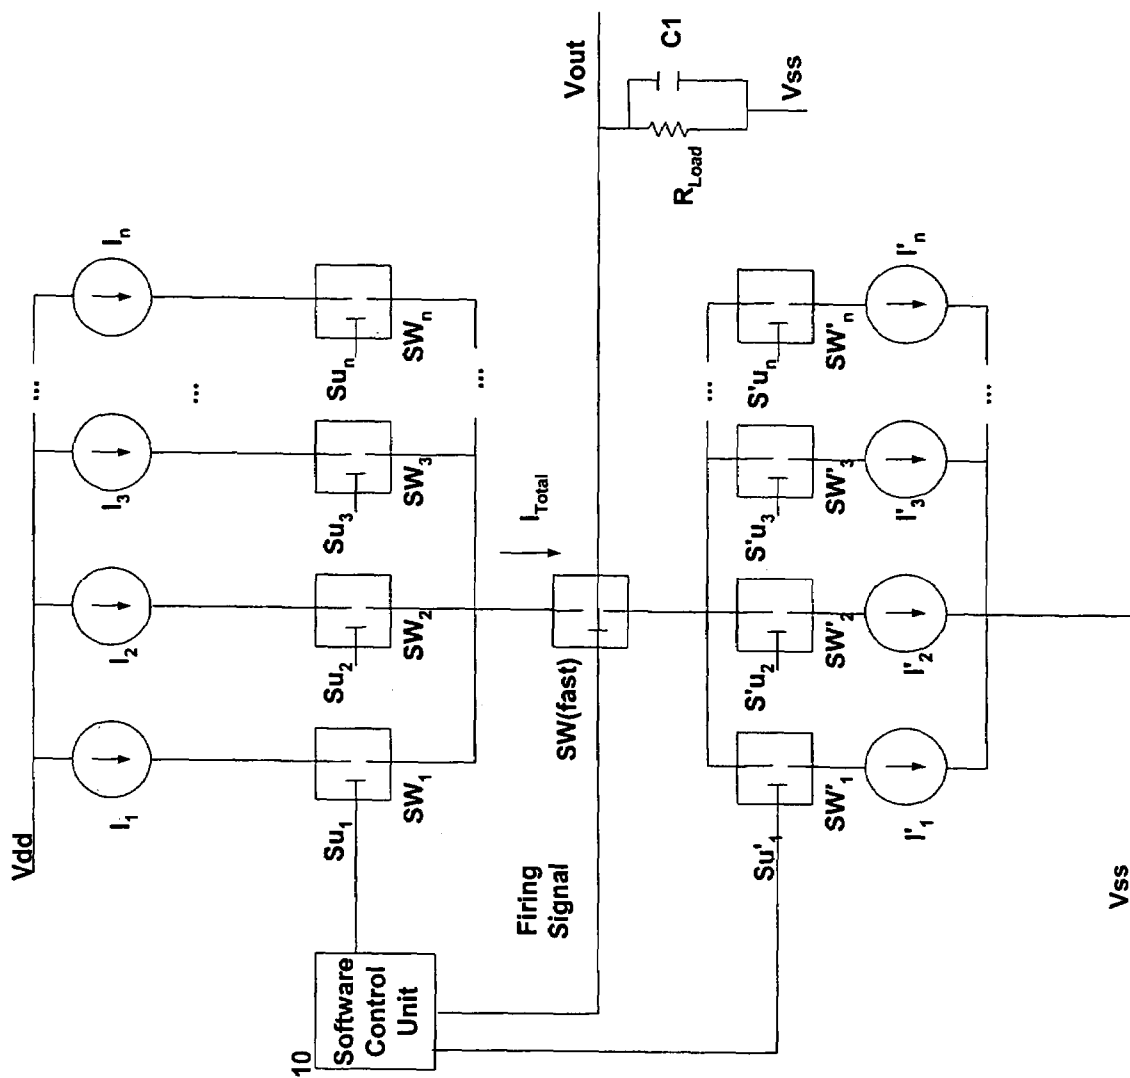 Vdd
I1
I2
I3
In
...
...
Su1
Su2
Su3
Sun
SW1
SW2
SW3
SWn
...
10
Software
Control
Unit
Firing
Signal
SW(fast)
ITotal
Vout
RLoad
C1
Vss
Su'1
S'u2
S'u3
S'un
...
SW'1
SW'2
SW'3
SW'n
I'1
I'2
I'3
I'n
...
Vss